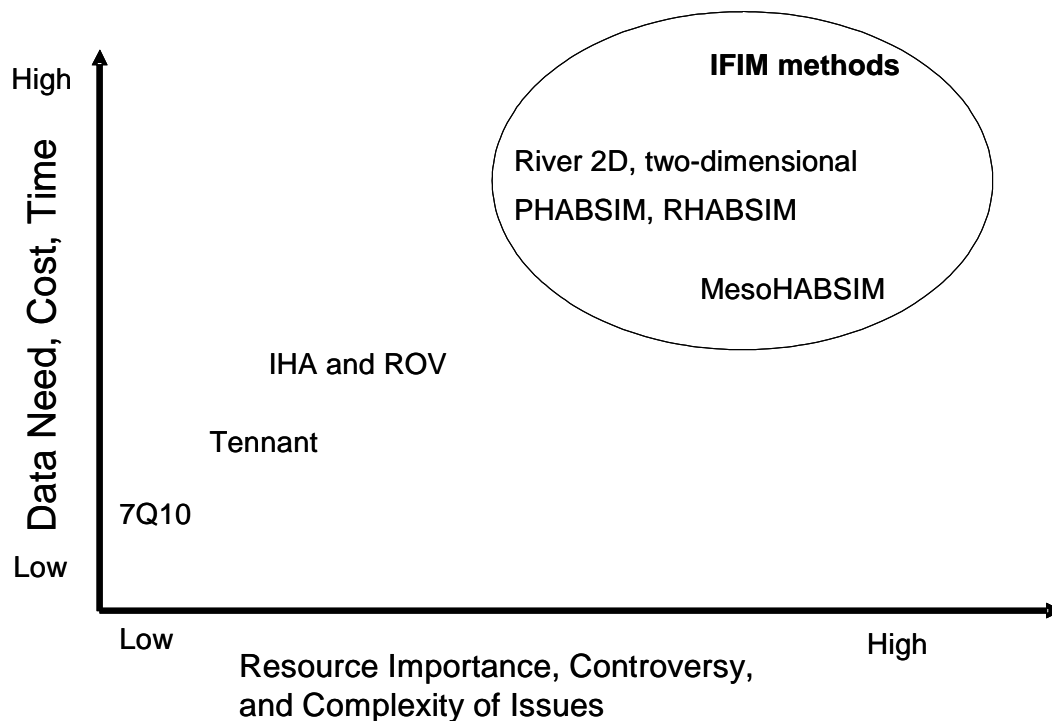 IFIM methods
High
River 2D, two-dimensional
PHABSIM, RHABSIM
MesoHABSIM
Data Need, Cost, Time
IHA and ROV
Tennant
7Q10
Low
Low
High
Resource Importance, Controversy,
and Complexity of Issues